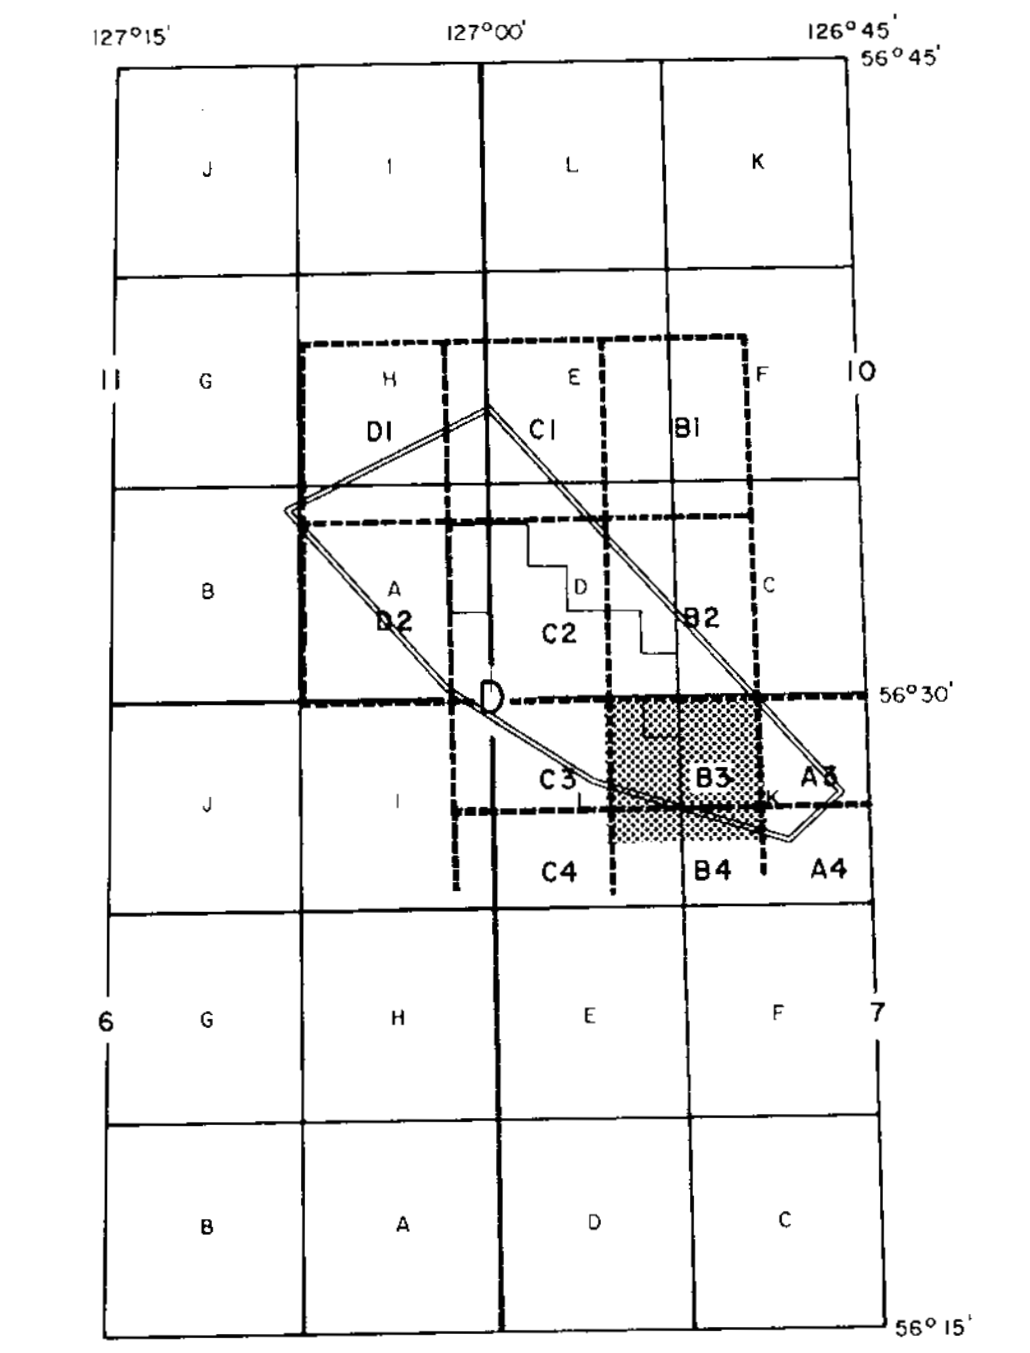 127°15' 127°00' 126°45'
56°45'
J I L K
11 G H E F 10
D1 C1 B1
B A D C
D2 C2 B2
D 56°30'
J I C3 L B3 K A3
C4 B4 A4
6 G H E F 7
B A D C
56°15'